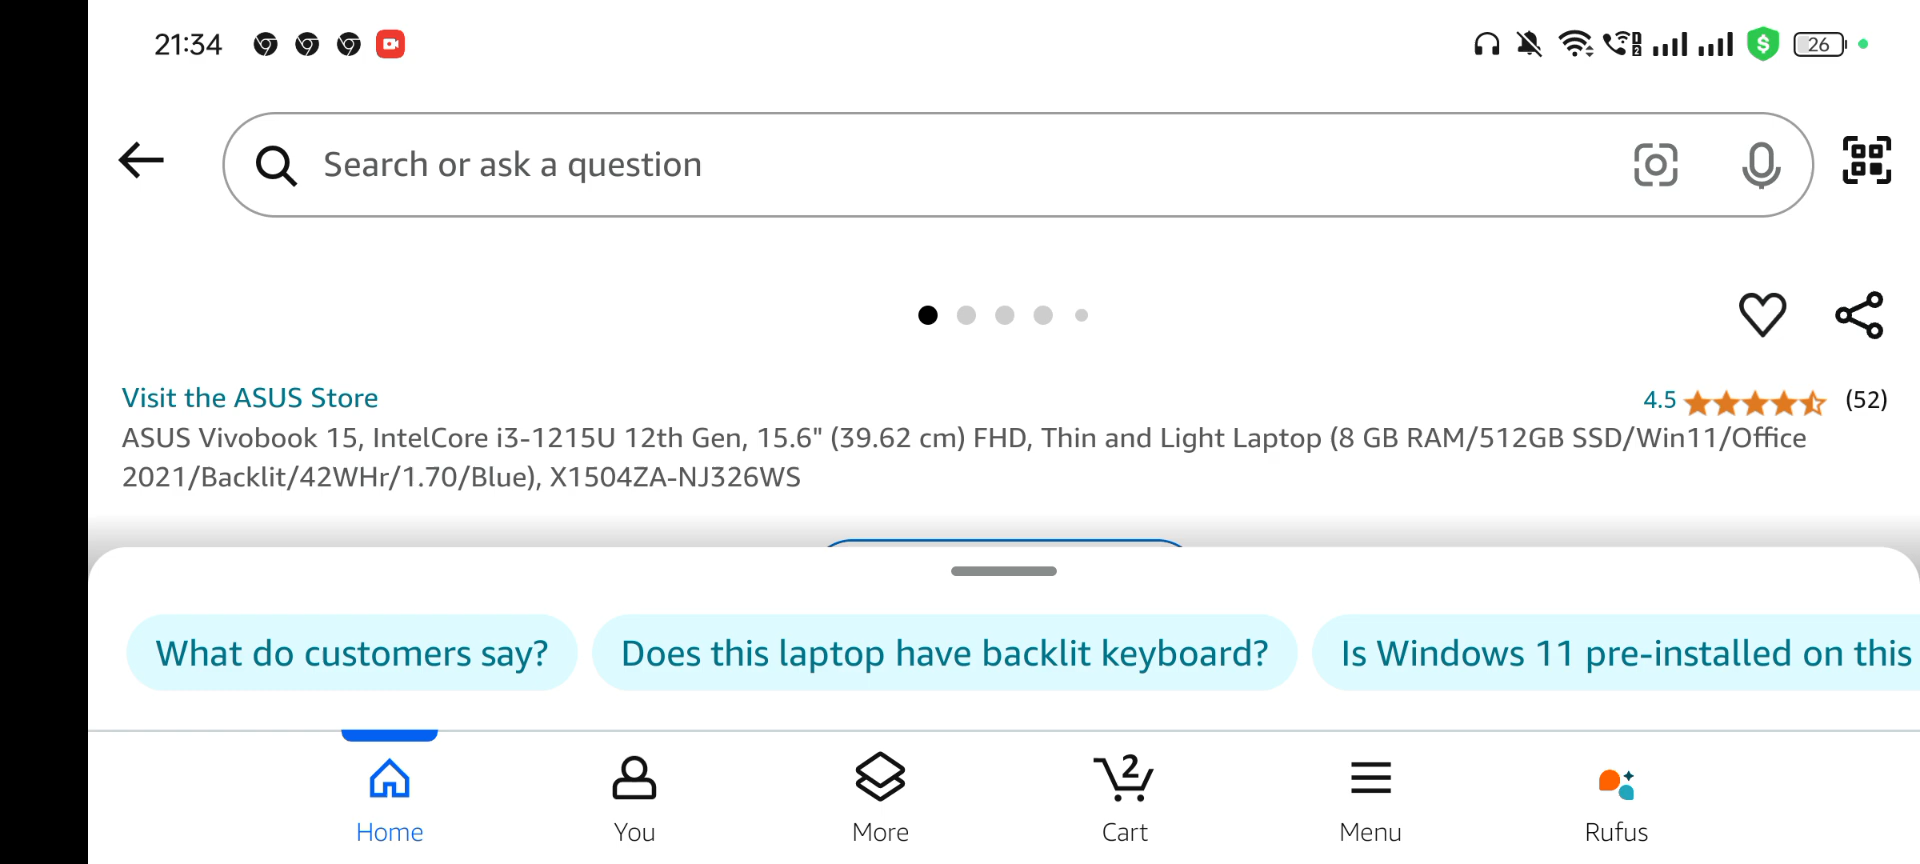 21:34
26
Search or ask a question
Visit the ASUS Store
4.5 (52)
ASUS Vivobook 15, IntelCore i3-1215U 12th Gen, 15.6" (39.62 cm) FHD, Thin and Light Laptop (8 GB RAM/512GB SSD/Win11/Office
2021/Backlit/42WHr/1.70/Blue), X1504ZA-NJ326WS
What do customers say? Does this laptop have backlit keyboard? Is Windows 11 pre-installed on this
2
Home You More Cart Menu Rufus